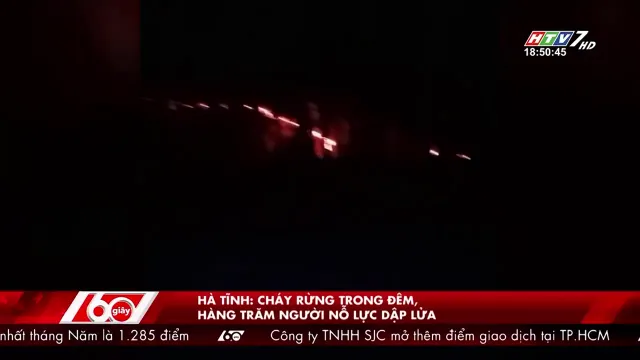 HTV7 HD
18:50:45
60 giây
HÀ TĨNH: CHÁY RỪNG TRONG ĐÊM,
HÀNG TRĂM NGƯỜI NỖ LỰC DẬP LỬA
nhất tháng Năm là 1.285 điểm 60 Công ty TNHH SJC mở thêm điểm giao dịch tại TP.HCM